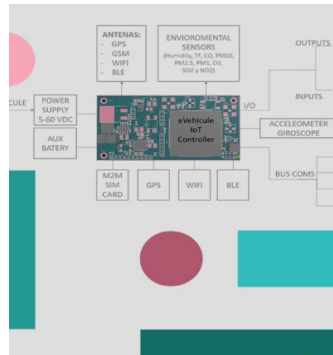 ANTENAS:
- GPS
- GSM
- WIFI
- BLE
ENVIOROMENTAL
SENSORS
(Humidity, Tº, CO, PM10,
PM2.5, PM1, O3,
SO2 y NO2)
OUTPUTS
CULE
POWER
SUPPLY
5-60 VDC
I/O
INPUTS
eVehicule
IoT
Controller
ACCELEOMETER
GIROSCOPE
AUX
BATERY
BUS COMS
M2M
SIM
CARD
GPS
WIFI
BLE